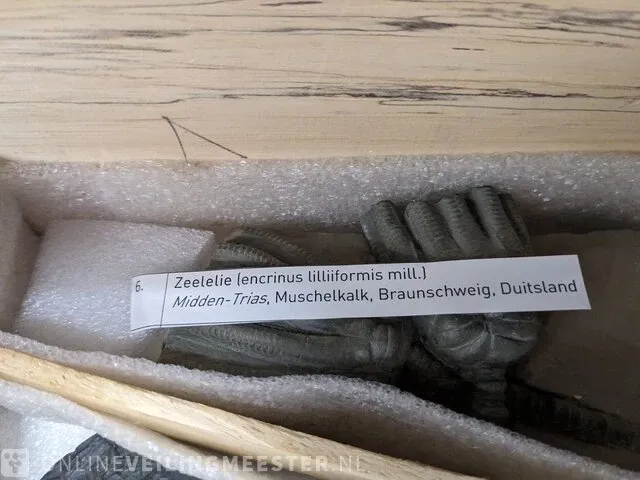 6.
Zeelelie (encrinus lilliiformis mill.)
Midden-Trias, Muschelkalk, Braunschweig, Duitsland
ONLINEVEILINGMEESTER.NL